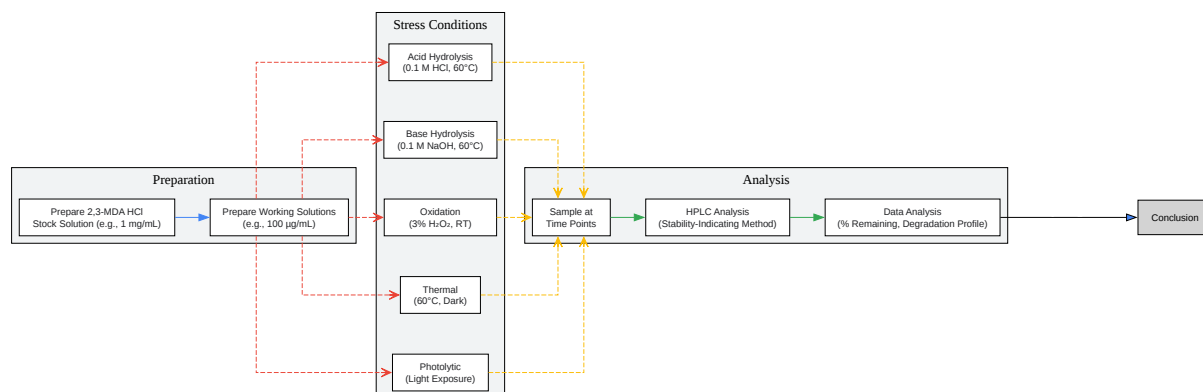 Stress Conditions
Acid Hydrolysis
(0.1 M HCl, 60°C)
Base Hydrolysis
(0.1 M NaOH, 60°C)
Preparation
Prepare 2,3-MDA HCl
Stock Solution (e.g., 1 mg/mL)
Prepare Working Solutions
(e.g., 100 µg/mL)
Oxidation
(3% H₂O₂, RT)
Thermal
(60°C, Dark)
Photolytic
(Light Exposure)
Analysis
Sample at
Time Points
HPLC Analysis
(Stability-Indicating Method)
Data Analysis
(% Remaining, Degradation Profile)
Conclusion